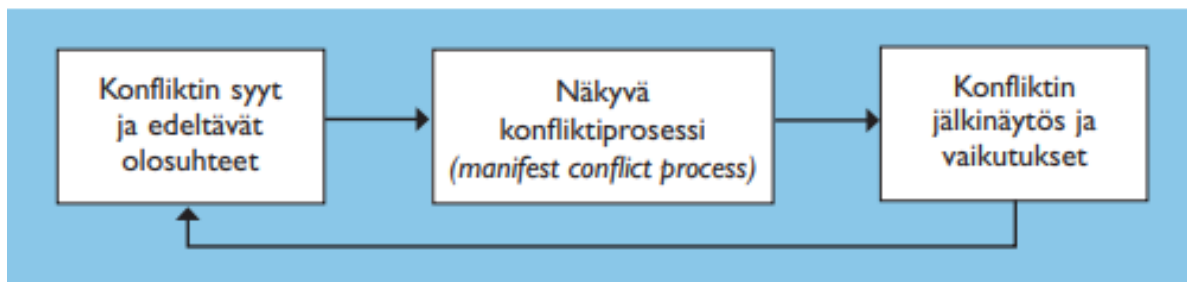 Konfliktin syyt
ja edeltävät
olosuhteet
Näkyvä
konfliktiprosessi
(manifest conflict process)
Konfliktin
jälkinäytös ja
vaikutukset